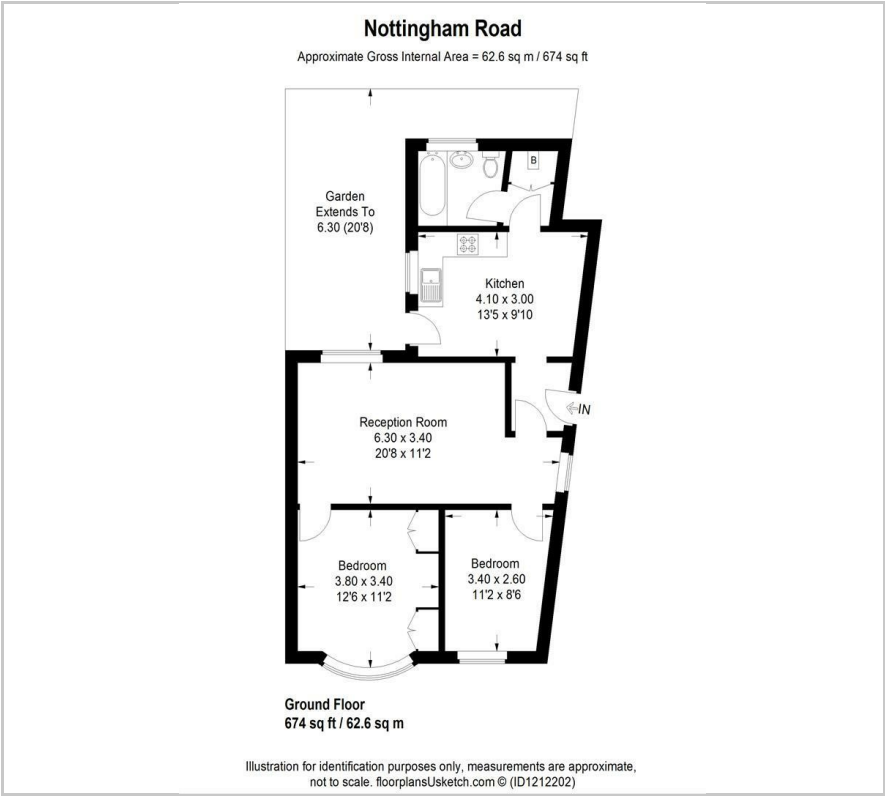 Nottingham Road
Approximate Gross Internal Area = 62.6 sq m / 674 sq ft
B
Garden
Extends To
6.30 (20'8)
Kitchen
4.10 x 3.00
13'5 x 9'10
IN
Reception Room
6.30 x 3.40
20'8 x 11'2
Bedroom
3.80 x 3.40
12'6 x 11'2
Bedroom
3.40 x 2.60
11'2 x 8'6
Ground Floor
674 sq ft / 62.6 sq m
Illustration for identification purposes only, measurements are approximate,
not to scale. floorplansUsketch.com © (ID1212202)